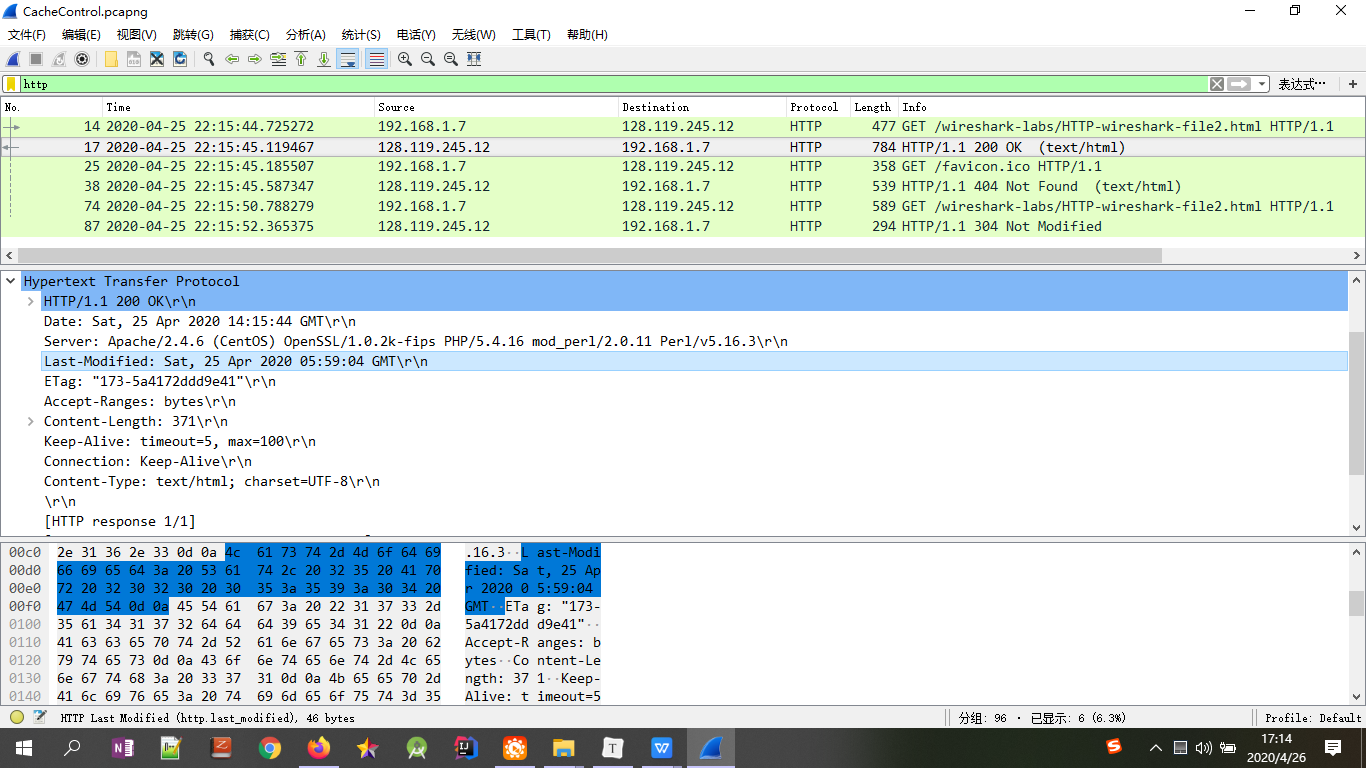 CacheControl.pcapng
文件(F) 编辑(E) 视图(V) 跳转(G) 捕获(C) 分析(A) 统计(S) 电话(Y) 无线(W) 工具(T) 帮助(H)
http 表达式… +
No. Time Source Destination Protocol Length Info
14 2020-04-25 22:15:44.725272 192.168.1.7 128.119.245.12 HTTP 477 GET /wireshark-labs/HTTP-wireshark-file2.html HTTP/1.1
17 2020-04-25 22:15:45.119467 128.119.245.12 192.168.1.7 HTTP 784 HTTP/1.1 200 OK (text/html)
25 2020-04-25 22:15:45.185507 192.168.1.7 128.119.245.12 HTTP 358 GET /favicon.ico HTTP/1.1
38 2020-04-25 22:15:45.587347 128.119.245.12 192.168.1.7 HTTP 539 HTTP/1.1 404 Not Found (text/html)
74 2020-04-25 22:15:50.788279 192.168.1.7 128.119.245.12 HTTP 589 GET /wireshark-labs/HTTP-wireshark-file2.html HTTP/1.1
87 2020-04-25 22:15:52.365375 128.119.245.12 192.168.1.7 HTTP 294 HTTP/1.1 304 Not Modified
Hypertext Transfer Protocol
HTTP/1.1 200 OK\r\n
Date: Sat, 25 Apr 2020 14:15:44 GMT\r\n
Server: Apache/2.4.6 (CentOS) OpenSSL/1.0.2k-fips PHP/5.4.16 mod_perl/2.0.11 Perl/v5.16.3\r\n
Last-Modified: Sat, 25 Apr 2020 05:59:04 GMT\r\n
ETag: "173-5a4172ddd9e41"\r\n
Accept-Ranges: bytes\r\n
Content-Length: 371\r\n
Keep-Alive: timeout=5, max=100\r\n
Connection: Keep-Alive\r\n
Content-Type: text/html; charset=UTF-8\r\n
\r\n
[HTTP response 1/1]
00c0 2e 31 36 2e 33 0d 0a 4c 61 73 74 2d 4d 6f 64 69 .16.3··L ast-Modi
00d0 66 69 65 64 3a 20 53 61 74 2c 20 32 35 20 41 70 fied: Sa t, 25 Ap
00e0 72 20 32 30 32 30 20 30 35 3a 35 39 3a 30 34 20 r 2020 0 5:59:04
00f0 47 4d 54 0d 0a 45 54 61 67 3a 20 22 31 37 33 2d GMT··ETa g: "173-
0100 35 61 34 31 37 32 64 64 64 39 65 34 31 22 0d 0a 5a4172dd d9e41"··
0110 41 63 63 65 70 74 2d 52 61 6e 67 65 73 3a 20 62 Accept-R anges: b
0120 79 74 65 73 0d 0a 43 6f 6e 74 65 6e 74 2d 4c 65 ytes··Co ntent-Le
0130 6e 67 74 68 3a 20 33 37 31 0d 0a 4b 65 65 70 2d ngth: 37 1··Keep-
0140 41 6c 69 76 65 3a 20 74 69 6d 65 6f 75 74 3d 35 Alive: t imeout=5
HTTP Last Modified (http.last_modified), 46 bytes 分组: 96 · 已显示: 6 (6.3%) Profile: Default
17:14
2020/4/26